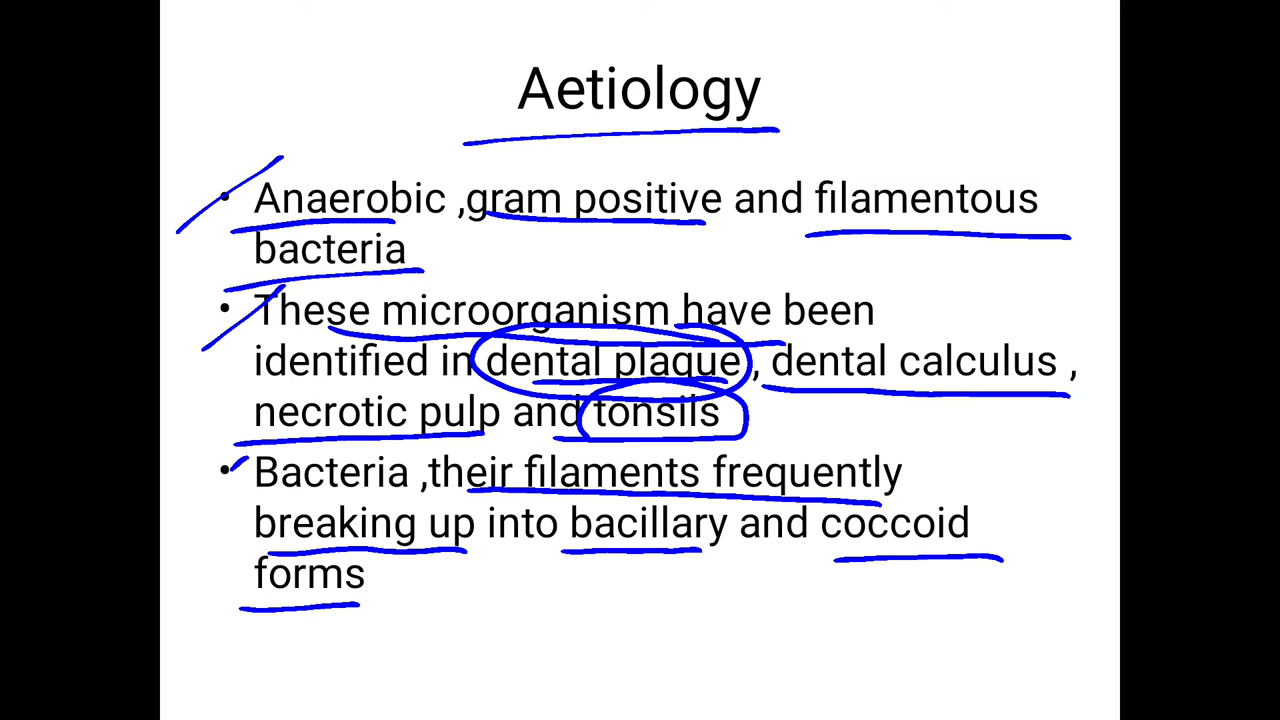 Aetiology
• Anaerobic ,gram positive and filamentous
bacteria
• These microorganism have been
identified in dental plaque , dental calculus ,
necrotic pulp and tonsils
• Bacteria ,their filaments frequently
breaking up into bacillary and coccoid
forms